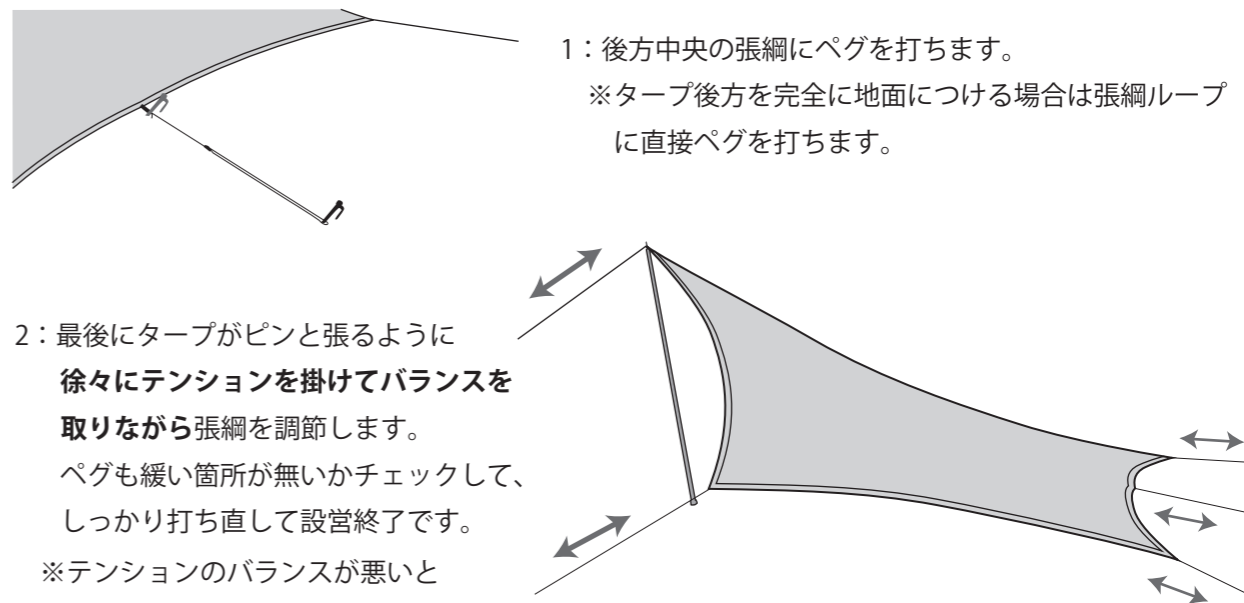 1：後方中央の張綱にペグを打ちます。
※タープ後方を完全に地面につける場合は張綱ループ
に直接ペグを打ちます。
2：最後にタープがピンと張るように
徐々にテンションを掛けてバランスを
取りながら張綱を調節します。
ペグも緩い箇所が無いかチェックして、
しっかり打ち直して設営終了です。
※テンションのバランスが悪いと